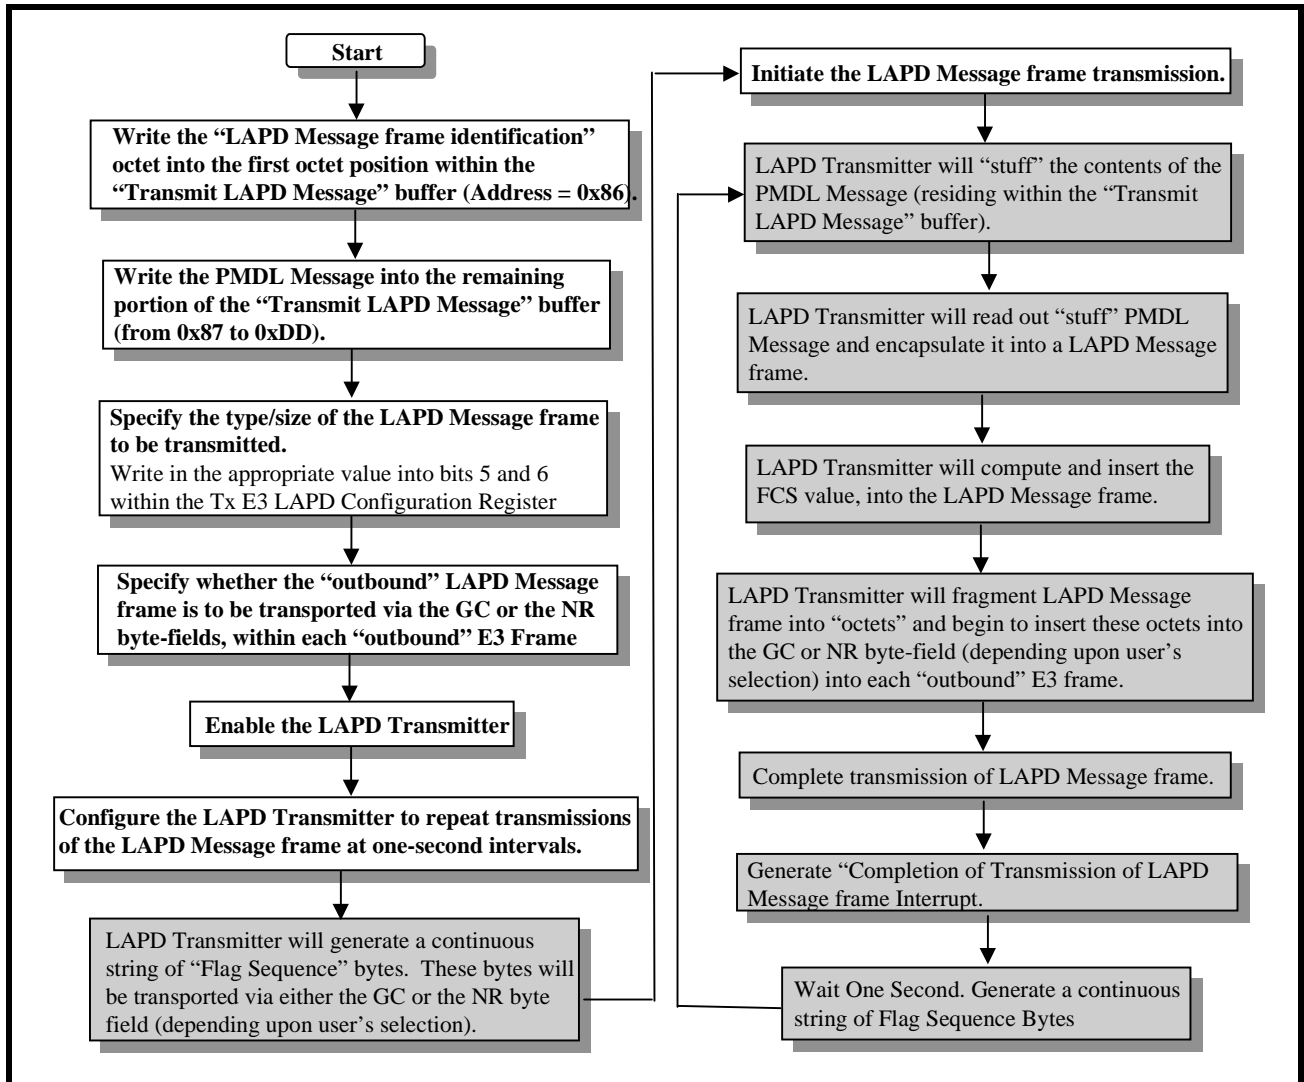 Start
Write the “LAPD Message frame identification”
octet into the first octet position within the
“Transmit LAPD Message” buffer (Address = 0x86).
Write the PMDL Message into the remaining
portion of the “Transmit LAPD Message” buffer
(from 0x87 to 0xDD).
Specify the type/size of the LAPD Message frame
to be transmitted.
Write in the appropriate value into bits 5 and 6
within the Tx E3 LAPD Configuration Register
Specify whether the “outbound” LAPD Message
frame is to be transported via the GC or the NR
byte-fields, within each “outbound” E3 Frame
Enable the LAPD Transmitter
Configure the LAPD Transmitter to repeat transmissions
of the LAPD Message frame at one-second intervals.
LAPD Transmitter will generate a continuous
string of “Flag Sequence” bytes.  These bytes will
be transported via either the GC or the NR byte
field (depending upon user’s selection).
Initiate the LAPD Message frame transmission.
LAPD Transmitter will “stuff” the contents of the
PMDL Message (residing within the “Transmit
LAPD Message” buffer).
LAPD Transmitter will read out “stuff” PMDL
Message and encapsulate it into a LAPD Message
frame.
LAPD Transmitter will compute and insert the
FCS value, into the LAPD Message frame.
LAPD Transmitter will fragment LAPD Message
frame into “octets” and begin to insert these octets into
the GC or NR byte-field (depending upon user’s
selection) into each “outbound” E3 frame.
Complete transmission of LAPD Message frame.
Generate “Completion of Transmission of LAPD
Message frame Interrupt.
Wait One Second. Generate a continuous
string of Flag Sequence Bytes